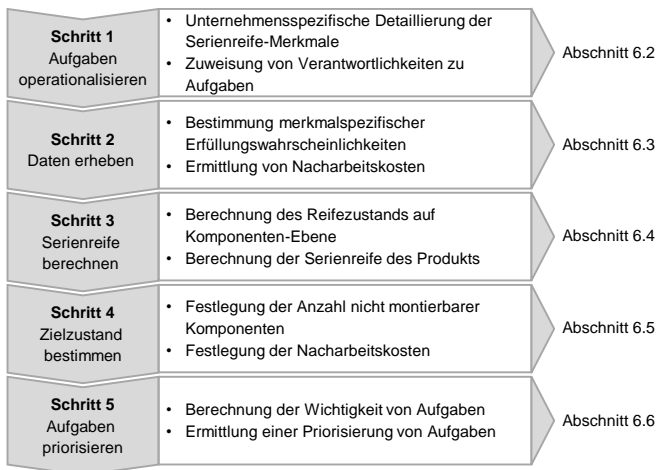 Schritt 1
Aufgaben
operationalisieren
• Unternehmensspezifische Detaillierung der
Serienreife-Merkmale
• Zuweisung von Verantwortlichkeiten zu
Aufgaben
Abschnitt 6.2
Schritt 2
Daten erheben
• Bestimmung merkmalspezifischer
Erfüllungswahrscheinlichkeiten
• Ermittlung von Nacharbeitskosten
Abschnitt 6.3
Schritt 3
Serienreife
berechnen
• Berechnung des Reifezustands auf
Komponenten-Ebene
• Berechnung der Serienreife des Produkts
Abschnitt 6.4
Schritt 4
Zielzustand
bestimmen
• Festlegung der Anzahl nicht montierbarer
Komponenten
• Festlegung der Nacharbeitskosten
Abschnitt 6.5
Schritt 5
Aufgaben
priorisieren
• Berechnung der Wichtigkeit von Aufgaben
• Ermittlung einer Priorisierung von Aufgaben
Abschnitt 6.6